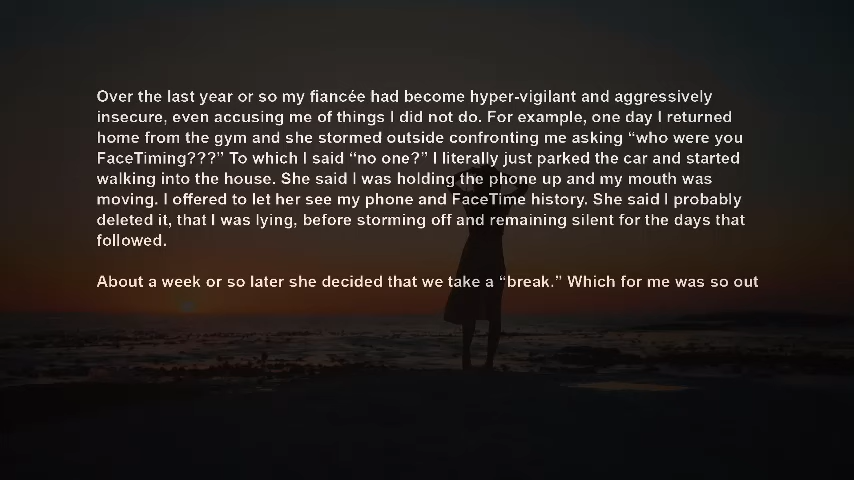 Over the last year or so my fiancée had become hyper-vigilant and aggressively
insecure, even accusing me of things I did not do. For example, one day I returned
home from the gym and she stormed outside confronting me asking “who were you
FaceTiming???” To which I said “no one?” I literally just parked the car and started
walking into the house. She said I was holding the phone up and my mouth was
moving. I offered to let her see my phone and FaceTime history. She said I probably
deleted it, that I was lying, before storming off and remaining silent for the days that
followed.
About a week or so later she decided that we take a “break.” Which for me was so out